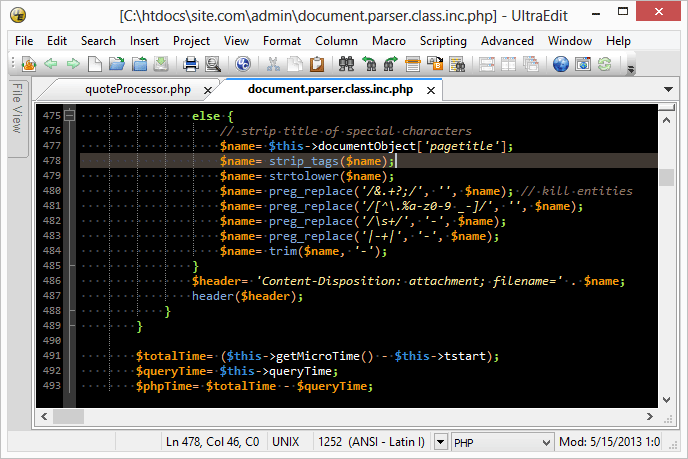 [C:\htdocs\site.com\admin\document.parser.class.inc.php] - UltraEdit
File Edit Search Insert Project View Format Column Macro Scripting Advanced Window Help
quoteProcessor.php document.parser.class.inc.php
File View
475 else {
476 // strip title of special characters
477 $name= $this->documentObject['pagetitle'];
478 $name= strip_tags($name);
479 $name= strtolower($name);
480 $name= preg_replace('/&.+?;/', '', $name); // kill entities
481 $name= preg_replace('/[^\.%a-z0-9 _-]/', '', $name);
482 $name= preg_replace('/\s+/', '-', $name);
483 $name= preg_replace('|-+|', '-', $name);
484 $name= trim($name, '-');
485 }
486 $header= 'Content-Disposition: attachment; filename=' . $name;
487 header($header);
488 }
489 }
490
491 $totalTime= ($this->getMicroTime() - $this->tstart);
492 $queryTime= $this->queryTime;
493 $phpTime= $totalTime - $queryTime;
Ln 478, Col 46, C0 UNIX 1252 (ANSI - Latin I) PHP Mod: 5/15/2013 1:0